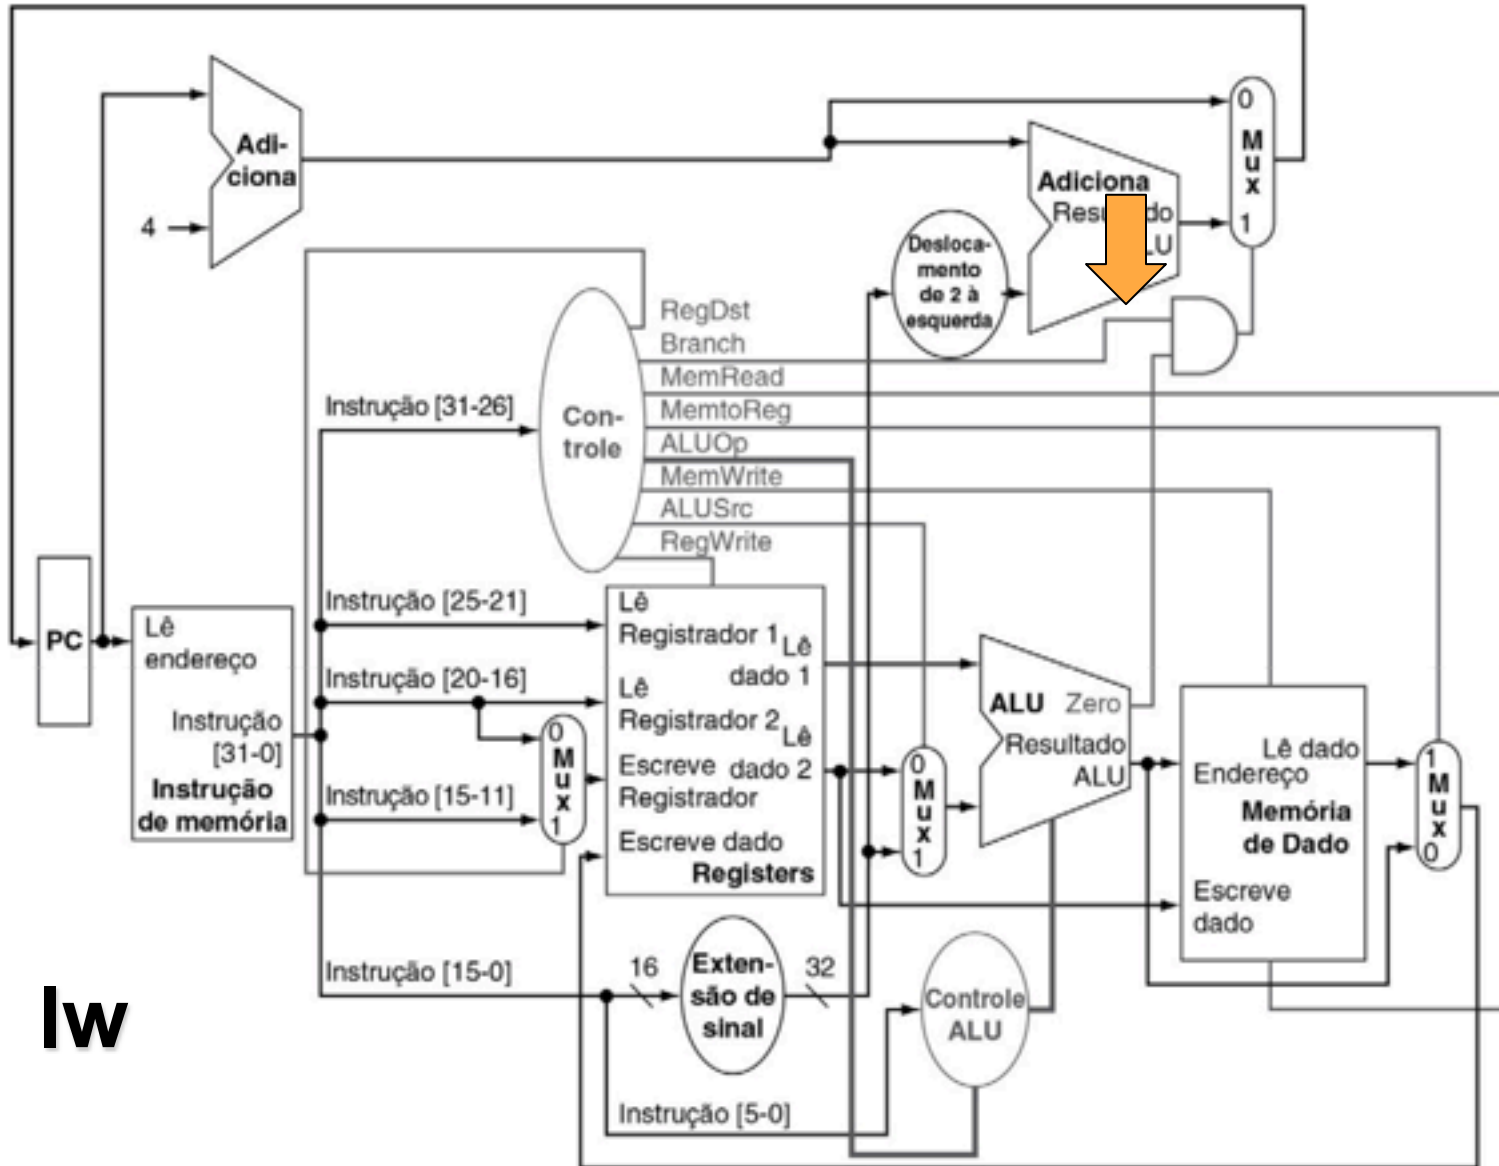 Adi-
ciona
4
0
Mux
1
Adiciona
Desloca-
mento
de 2 à
esquerda
RegDst
Branch
MemRead
MemtoReg
ALUOp
MemWrite
ALUSrc
RegWrite
Con-
trole
Instrução [31-26]
Instrução [25-21]
Instrução [20-16]
Instrução [15-11]
Instrução [15-0]
Instrução [5-0]
PC
Lê
endereço
Instrução
[31-0]
Instrução
de memória
0
Mux
1
Lê
Registrador 1
Lê
dado 1
Lê
Registrador 2
Lê
dado 2
Escreve
Registrador
Escreve dado
Registers
0
Mux
1
ALU
Zero
Resultado
ALU
Lê dado
Endereço
Memória
de Dado
Escreve
dado
1
Mux
0
16
Exten-
são de
sinal
32
Controle
ALU
lw